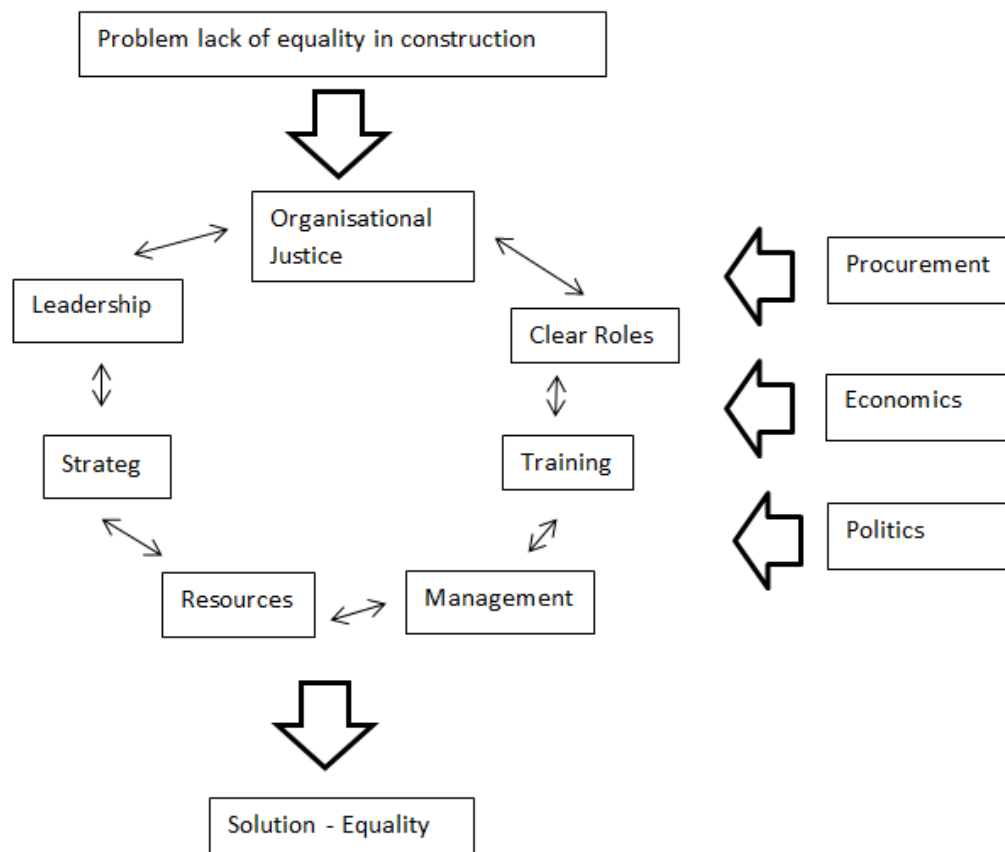 Problem lack of equality in construction
Organisational
Justice
Procurement
Leadership
Clear Roles
Economics
Strateg
Training
Politics
Resources
Management
Solution - Equality